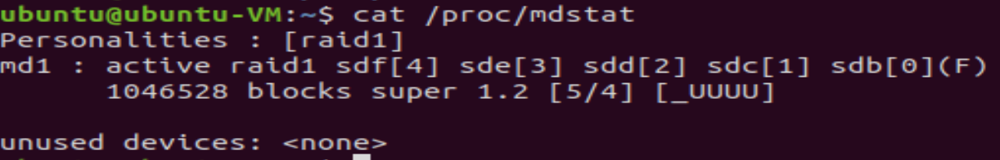 ubuntu@ubuntu-VM:~$ cat /proc/mdstat
Personalities : [raid1]
md1 : active raid1 sdf[4] sde[3] sdd[2] sdc[1] sdb[0](F)
      1046528 blocks super 1.2 [5/4] [_UUUU]

unused devices: <none>